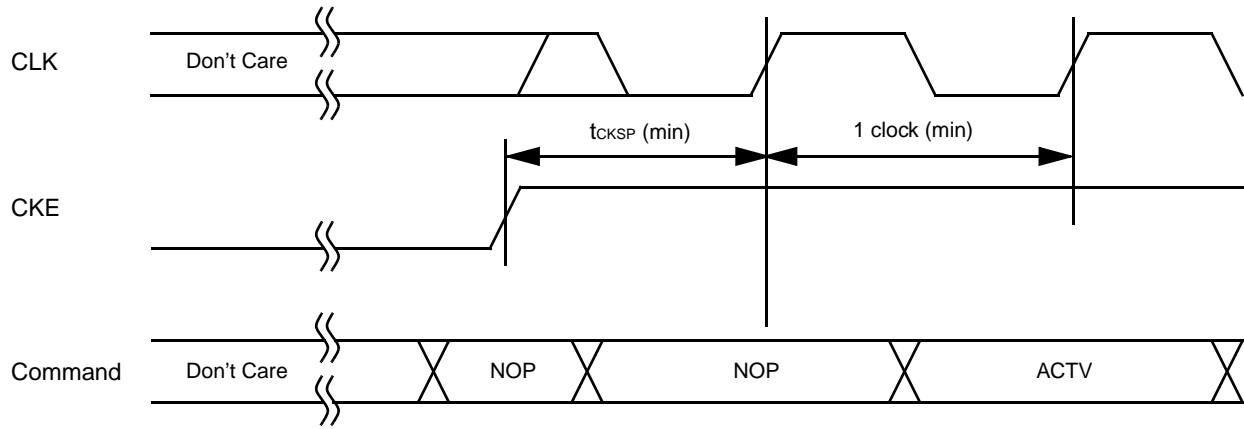 CLK
Don't Care
tCKSP (min)
1 clock (min)
CKE
Command
Don't Care
NOP
NOP
ACTV